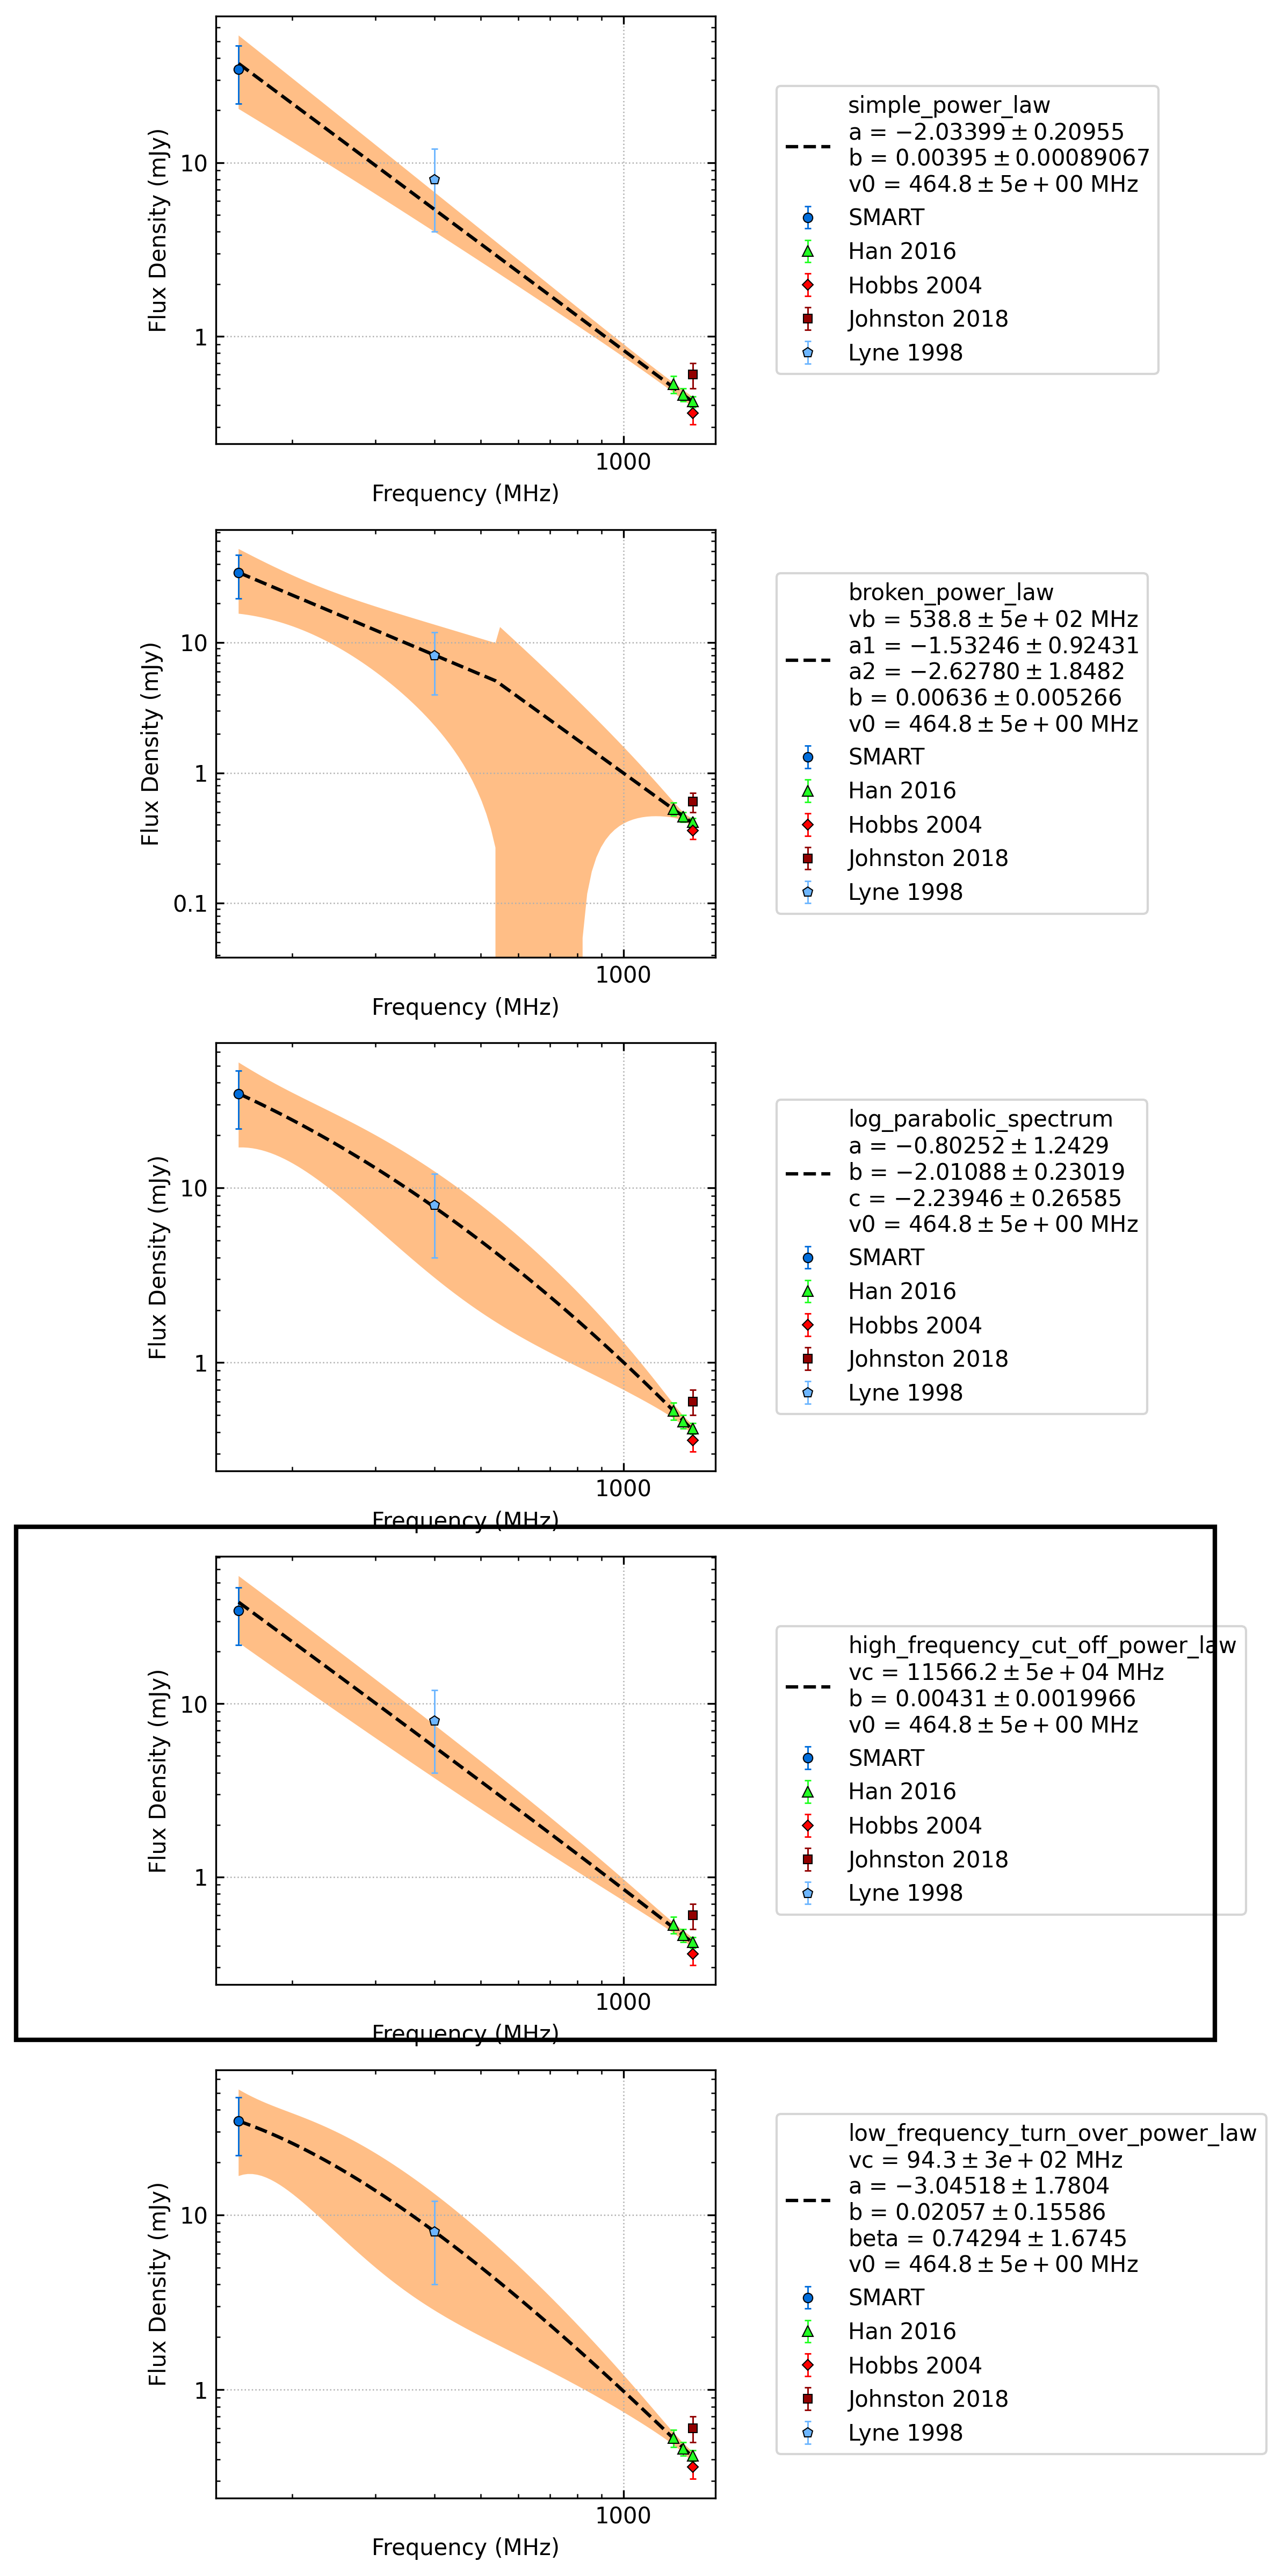 10
1
Flux Density (mJy)
1000
Frequency (MHz)
simple_power_law
a = −2.03399 ± 0.20955
b = 0.00395 ± 0.00089067
v0 = 464.8 ± 5e + 00 MHz
SMART
Han 2016
Hobbs 2004
Johnston 2018
Lyne 1998
10
1
0.1
Flux Density (mJy)
1000
Frequency (MHz)
broken_power_law
vb = 538.8 ± 5e + 02 MHz
a1 = −1.53246 ± 0.92431
a2 = −2.62780 ± 1.8482
b = 0.00636 ± 0.005266
v0 = 464.8 ± 5e + 00 MHz
SMART
Han 2016
Hobbs 2004
Johnston 2018
Lyne 1998
10
1
Flux Density (mJy)
1000
Frequency (MHz)
log_parabolic_spectrum
a = −0.80252 ± 1.2429
b = −2.01088 ± 0.23019
c = −2.23946 ± 0.26585
v0 = 464.8 ± 5e + 00 MHz
SMART
Han 2016
Hobbs 2004
Johnston 2018
Lyne 1998
10
1
Flux Density (mJy)
1000
Frequency (MHz)
high_frequency_cut_off_power_law
vc = 11566.2 ± 5e + 04 MHz
b = 0.00431 ± 0.0019966
v0 = 464.8 ± 5e + 00 MHz
SMART
Han 2016
Hobbs 2004
Johnston 2018
Lyne 1998
10
1
Flux Density (mJy)
1000
Frequency (MHz)
low_frequency_turn_over_power_law
vc = 94.3 ± 3e + 02 MHz
a = −3.04518 ± 1.7804
b = 0.02057 ± 0.15586
beta = 0.74294 ± 1.6745
v0 = 464.8 ± 5e + 00 MHz
SMART
Han 2016
Hobbs 2004
Johnston 2018
Lyne 1998